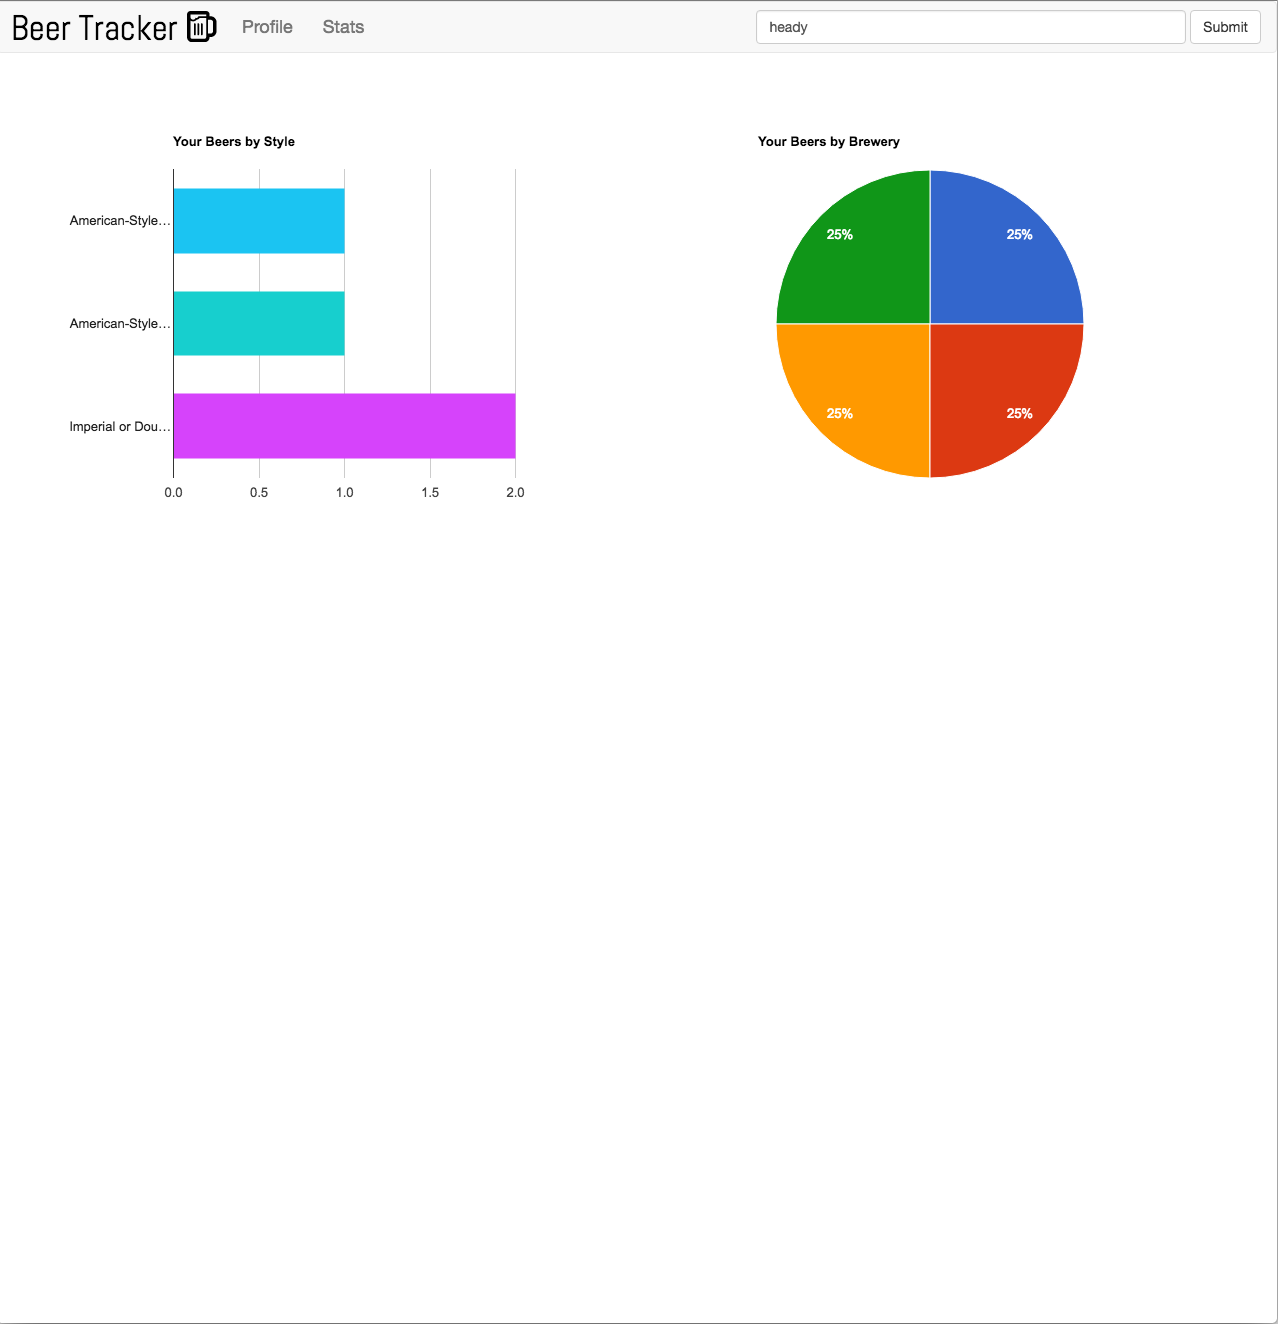 Beer Tracker Profile Stats heady Submit
Your Beers by Style
American-Style...
American-Style...
Imperial or Dou...
0.0 0.5 1.0 1.5 2.0
Your Beers by Brewery
25% 25%
25% 25%